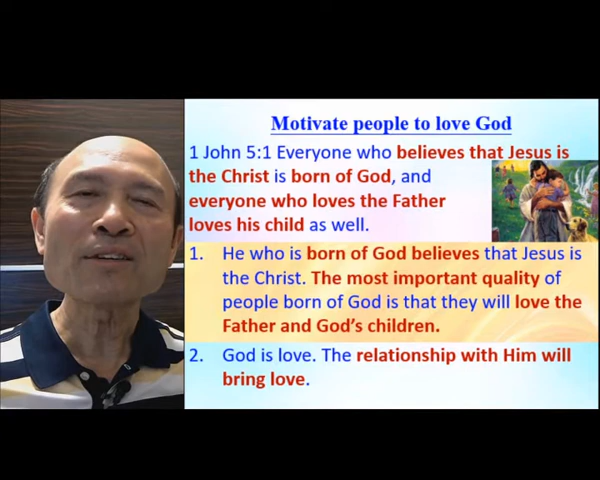 Motivate people to love God
1 John 5:1 Everyone who believes that Jesus is
the Christ is born of God, and
everyone who loves the Father
loves his child as well.
1. He who is born of God believes that Jesus is
the Christ. The most important quality of
people born of God is that they will love the
Father and God's children.
2. God is love. The relationship with Him will
bring love.